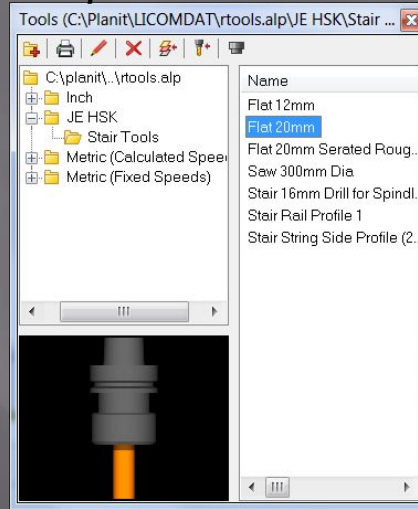 Tools (C:\Planit\LICOMDAT\rtools.alp\JE HSK\Stair ...
C:\planit\..\rtools.alp
Inch
JE HSK
Stair Tools
Metric (Calculated Spee
Metric (Fixed Speeds)
Name
Flat 12mm
Flat 20mm
Flat 20mm Serated Roug..
Saw 300mm Dia
Stair 16mm Drill for Spindl.
Stair Rail Profile 1
Stair String Side Profile (2..